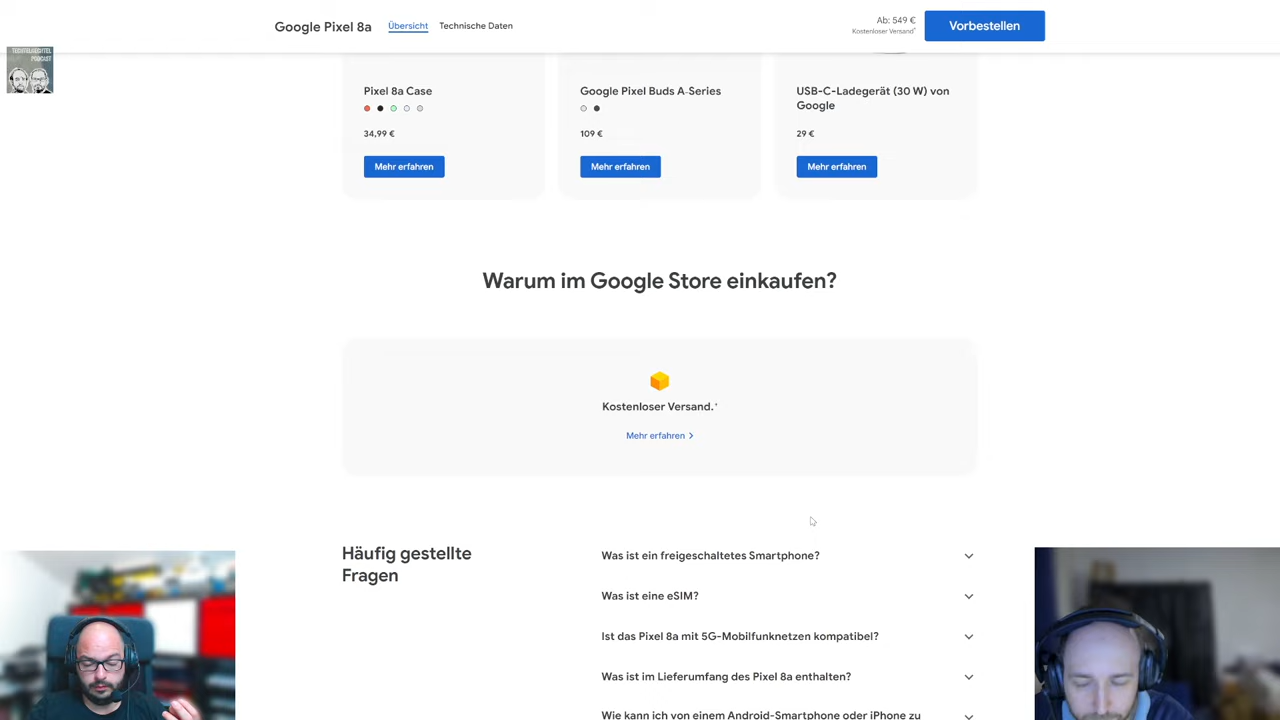 Google Pixel 8a
Übersicht
Technische Daten
Ab: 549 €
Kostenloser Versand*
Vorbestellen
TECHTELMECHTEL
PODCAST
Pixel 8a Case
34,99 €
Mehr erfahren
Google Pixel Buds A-Series
109 €
Mehr erfahren
USB-C-Ladegerät (30 W) von
Google
29 €
Mehr erfahren
Warum im Google Store einkaufen?
Kostenloser Versand.*
Mehr erfahren
Häufig gestellte
Fragen
Was ist ein freigeschaltetes Smartphone?
Was ist eine eSIM?
Ist das Pixel 8a mit 5G-Mobilfunknetzen kompatibel?
Was ist im Lieferumfang des Pixel 8a enthalten?
Wie kann ich von einem Android-Smartphone oder iPhone zu